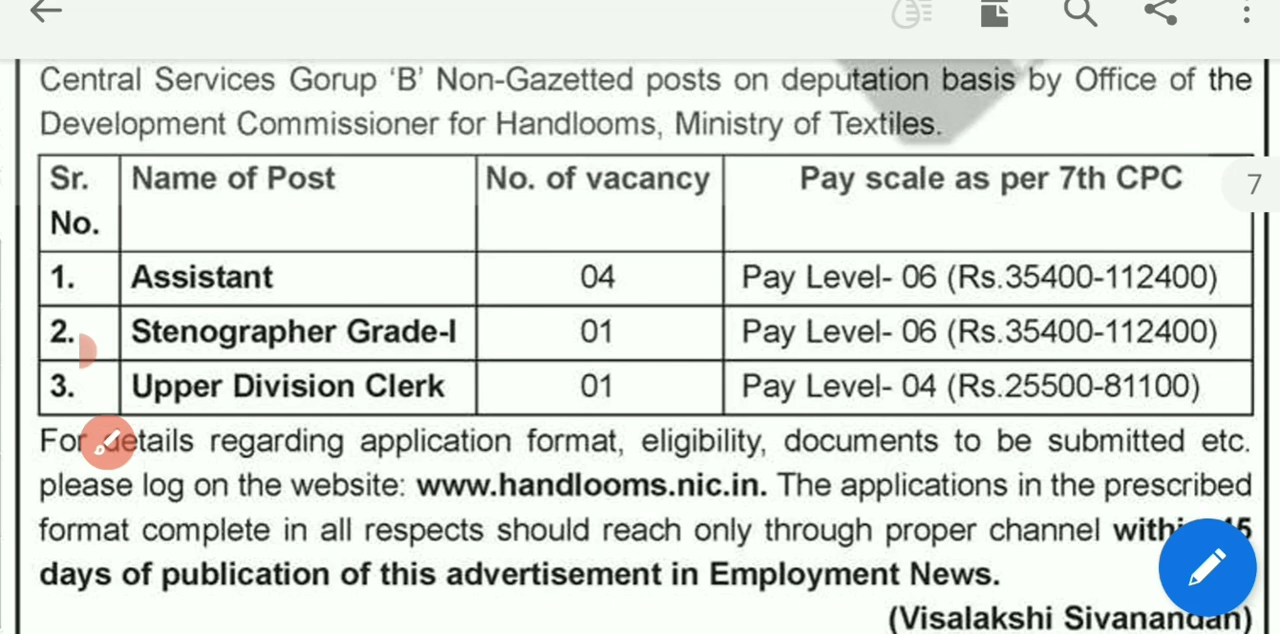 Central Services Gorup ‘B’ Non-Gazetted posts on deputation basis by Office of the
Development Commissioner for Handlooms, Ministry of Textiles.
Sr. No. Name of Post No. of vacancy Pay scale as per 7th CPC
7
1. Assistant 04 Pay Level- 06 (Rs.35400-112400)
2. Stenographer Grade-I 01 Pay Level- 06 (Rs.35400-112400)
3. Upper Division Clerk 01 Pay Level- 04 (Rs.25500-81100)
For details regarding application format, eligibility, documents to be submitted etc.
please log on the website: www.handlooms.nic.in. The applications in the prescribed
format complete in all respects should reach only through proper channel
days of publication of this advertisement in Employment News.
(Visalakshi Sivanandan)